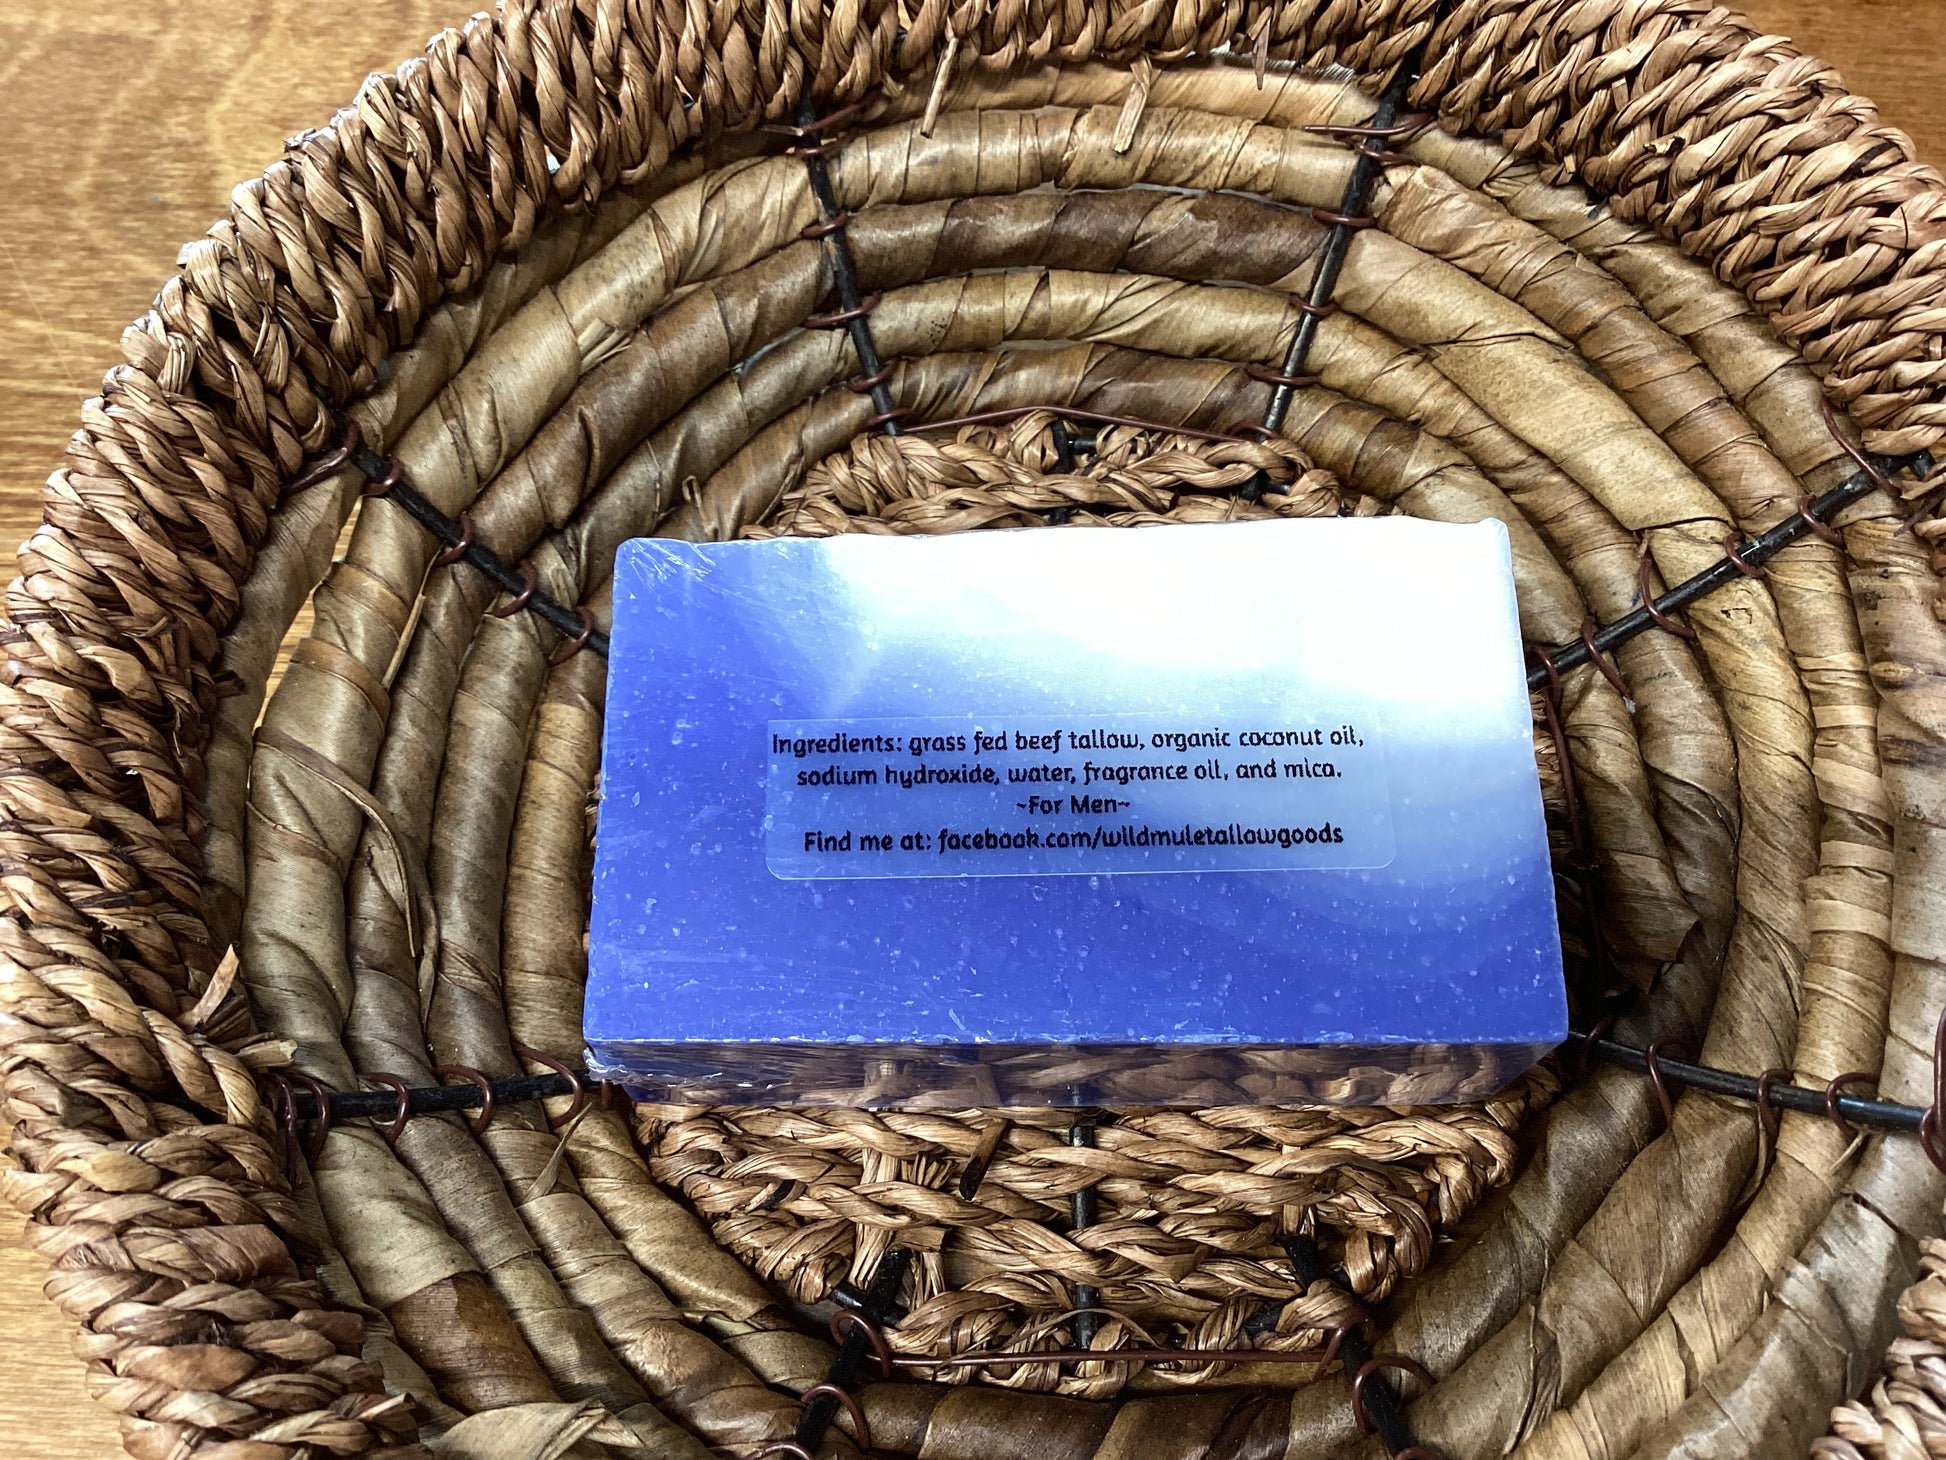 Ingredients: grass fed beef tallow, organic coconut oil,
sodium hydroxide, water, fragrance oil, and mica.
~For Men~
Find me at: facebook.com/wildmuletallowgoods